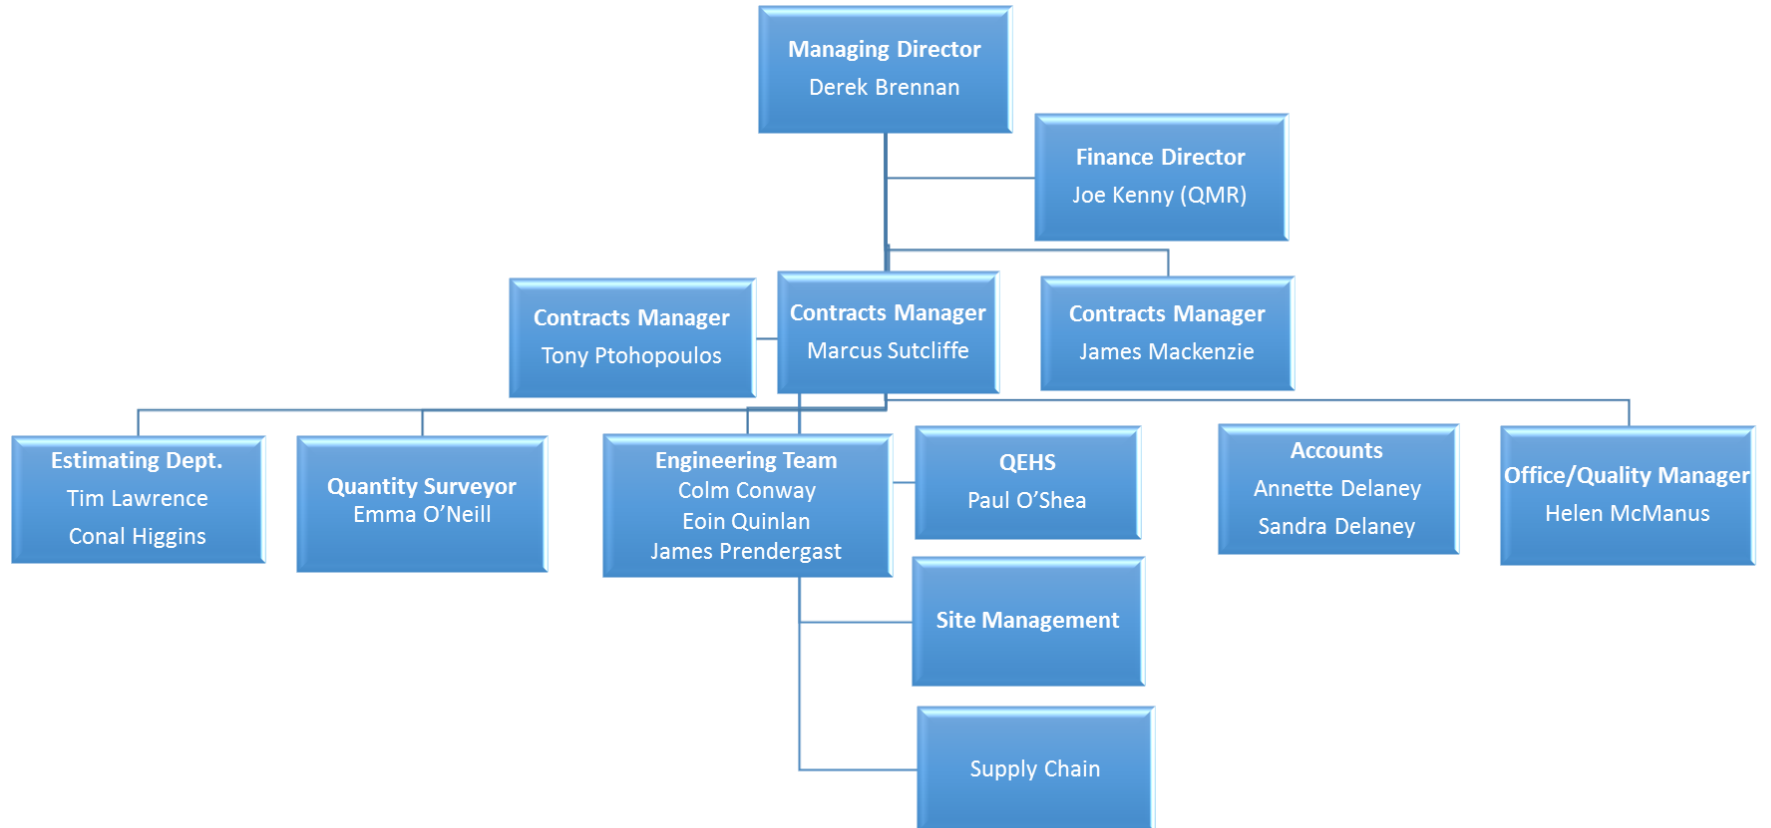 Managing Director
Derek Brennan
Finance Director
Joe Kenny (QMR)
Contracts Manager
Tony Ptohopoulos
Contracts Manager
Marcus Sutcliffe
Contracts Manager
James Mackenzie
Estimating Dept.
Tim Lawrence
Conal Higgins
Quantity Surveyor
Emma O’Neill
Engineering Team
Colm Conway
Eoin Quinlan
James Prendergast
QEHS
Paul O’Shea
Accounts
Annette Delaney
Sandra Delaney
Office/Quality Manager
Helen McManus
Site Management
Supply Chain